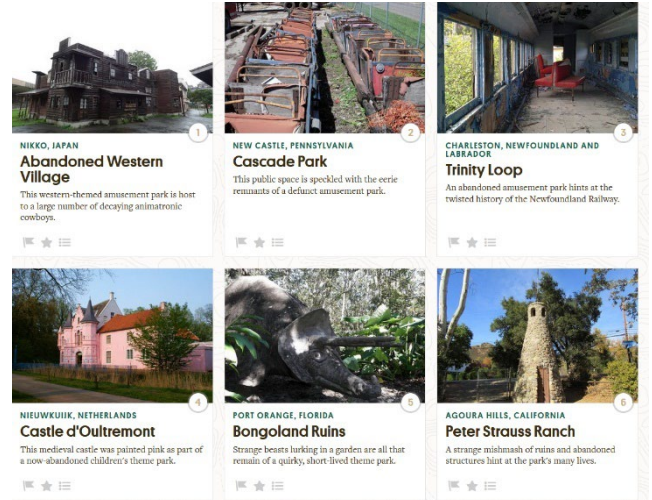 1
NIKKO, JAPAN
Abandoned Western
Village
This western-themed amusement park is host
to a large number of decaying animatronic
cowboys.
2
NEW CASTLE, PENNSYLVANIA
Cascade Park
This public space is speckled with the eerie
remnants of a defunct amusement park.
3
CHARLESTON, NEWFOUNDLAND AND
LABRADOR
Trinity Loop
An abandoned amusement park hints at the
twisted history of the Newfoundland Railway.
4
NIEUWKUIJK, NETHERLANDS
Castle d'Oultremont
This medieval castle was painted pink as part of
a now-abandoned children's theme park.
5
PORT ORANGE, FLORIDA
Bongoland Ruins
Strange beasts lurking in a garden are all that
remain of a quirky, short-lived theme park.
6
AGOURA HILLS, CALIFORNIA
Peter Strauss Ranch
A strange mishmash of ruins and abandoned
structures hint at the park's many lives.